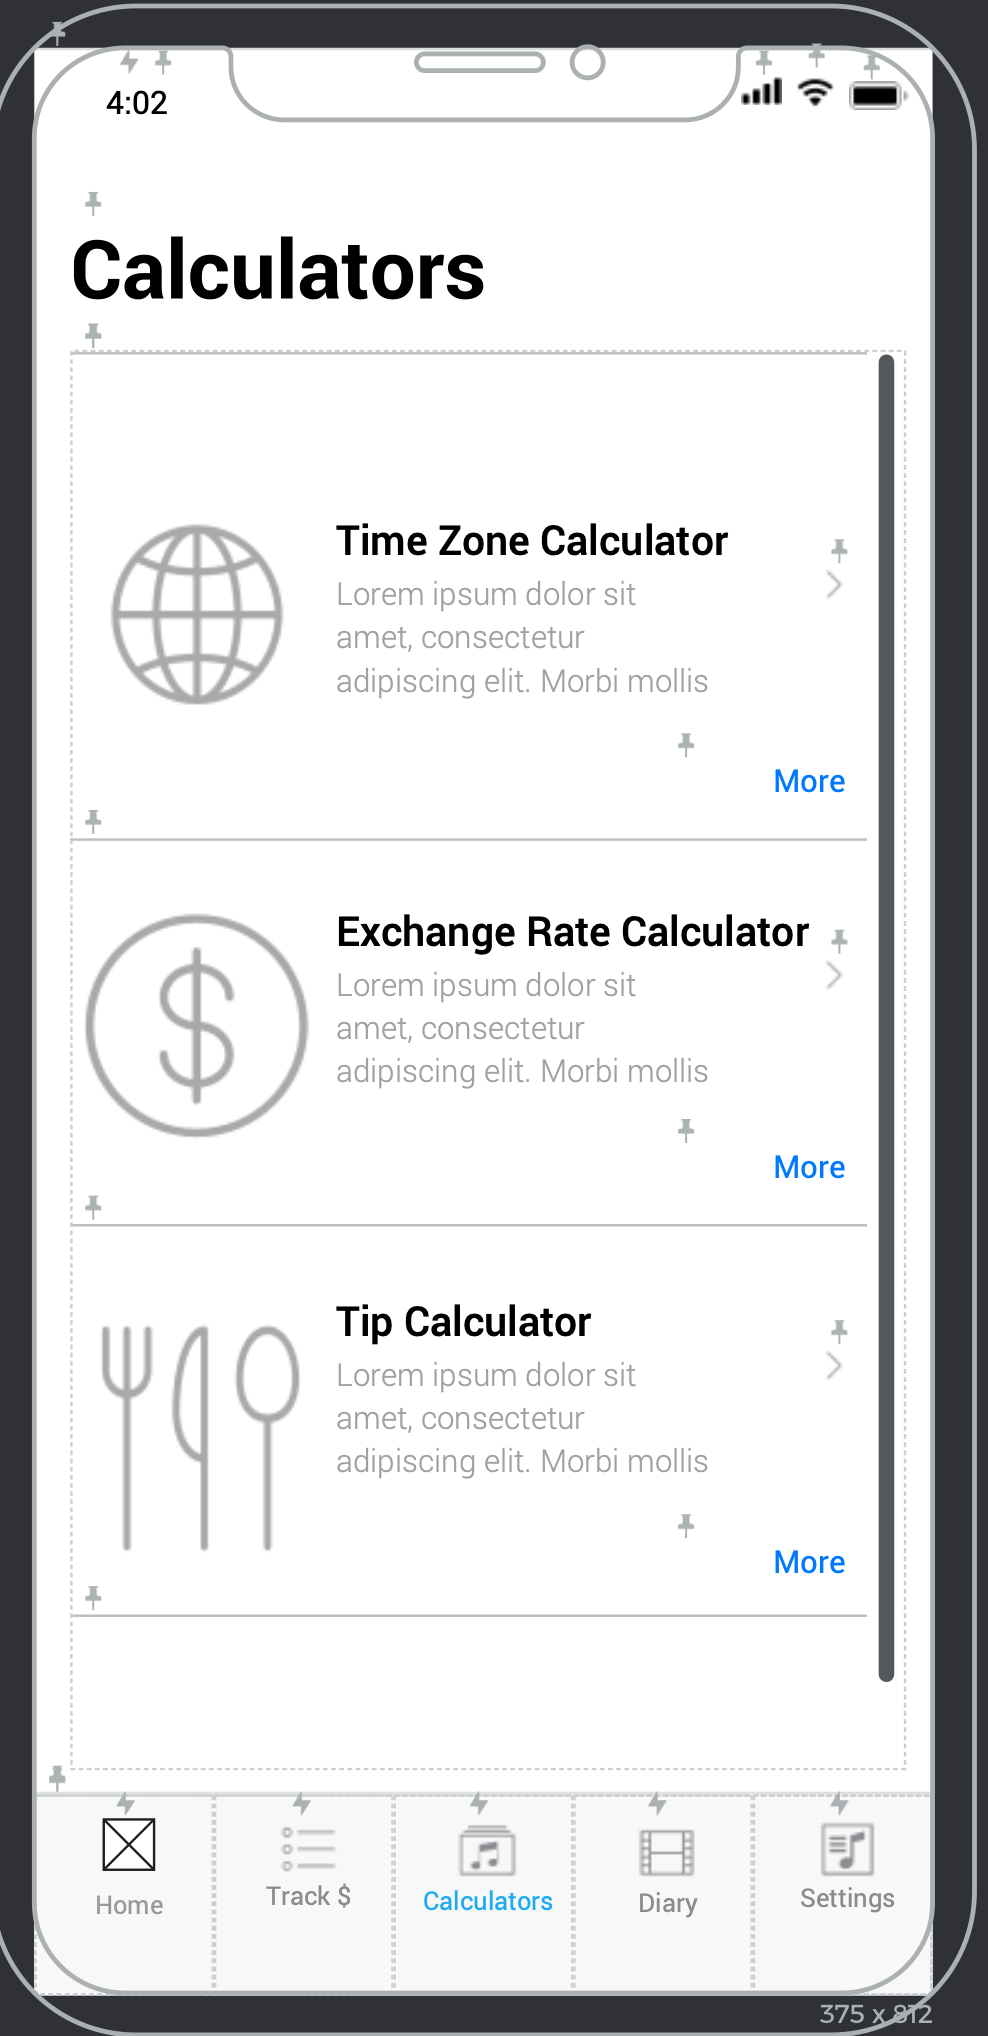 4:02
Calculators
Time Zone Calculator
Lorem ipsum dolor sit
amet, consectetur
adipiscing elit. Morbi mollis
More
Exchange Rate Calculator
Lorem ipsum dolor sit
amet, consectetur
adipiscing elit. Morbi mollis
More
Tip Calculator
Lorem ipsum dolor sit
amet, consectetur
adipiscing elit. Morbi mollis
More
Home
Track $
Calculators
Diary
Settings
375 x 812